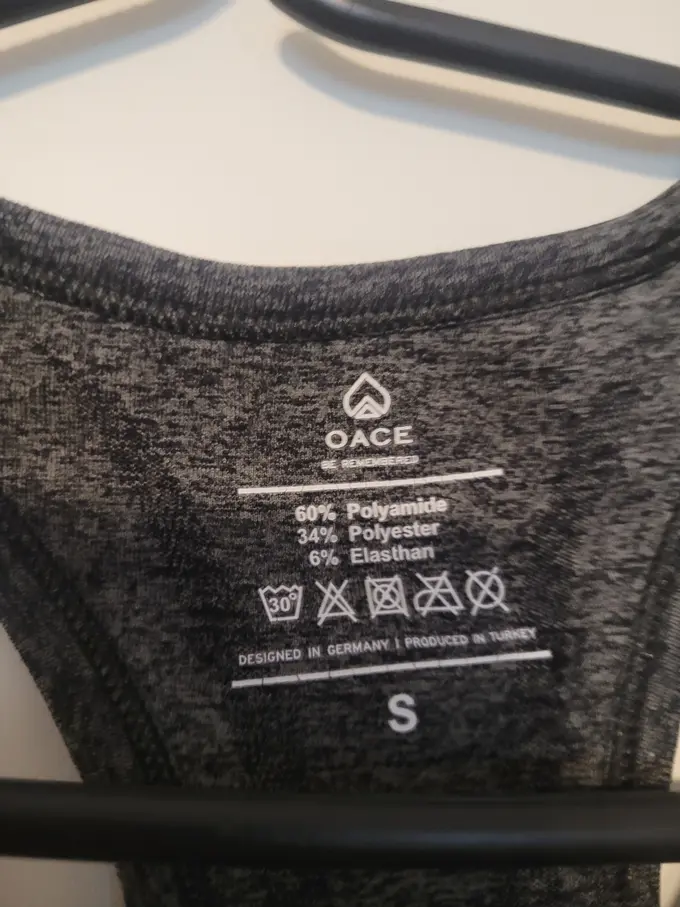 OACE
BE REMEMBERED
60% Polyamide
34% Polyester
6% Elasthan
30°
DESIGNED IN GERMANY | PRODUCED IN TURKEY
S